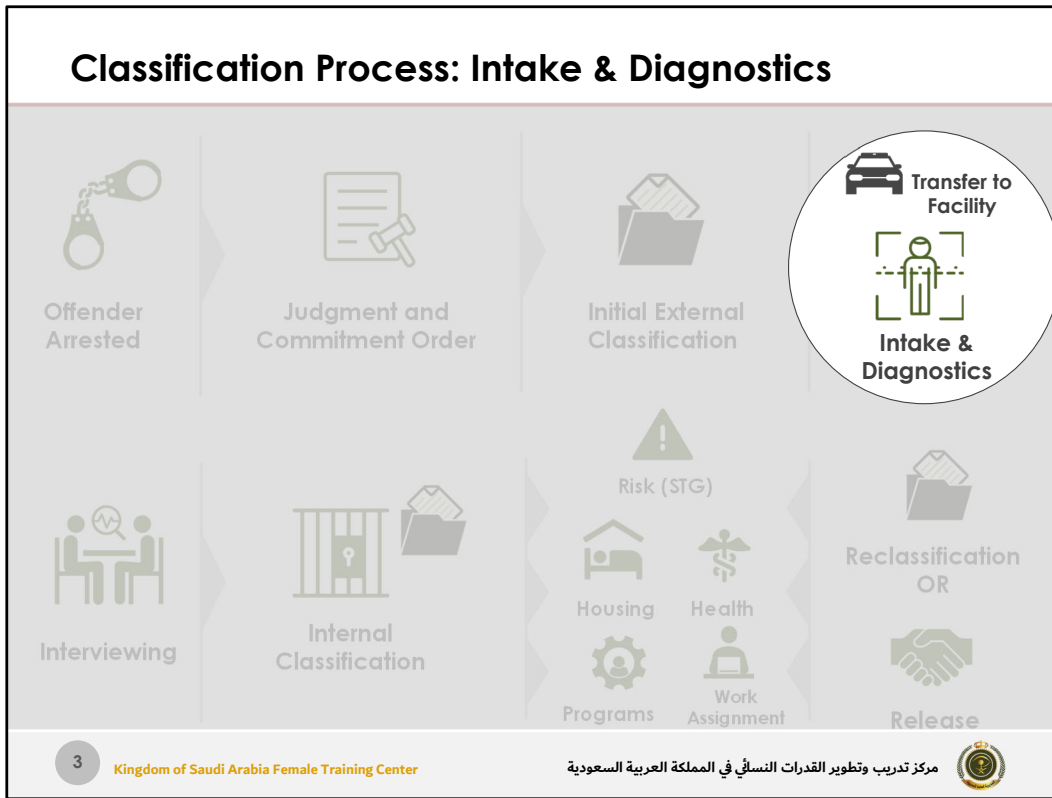 Classification Process: Intake & Diagnostics
Offender
Arrested
Judgment and
Commitment Order
Initial External
Classification
Transfer to
Facility
Intake &
Diagnostics
Interviewing
Internal
Classification
Risk (STG)
Housing
Health
Programs
Work
Assignment
Reclassification
OR
Release
3
Kingdom of Saudi Arabia Female Training Center
مركز تدريب وتطوير القدرات النسائي في المملكة العربية السعودية